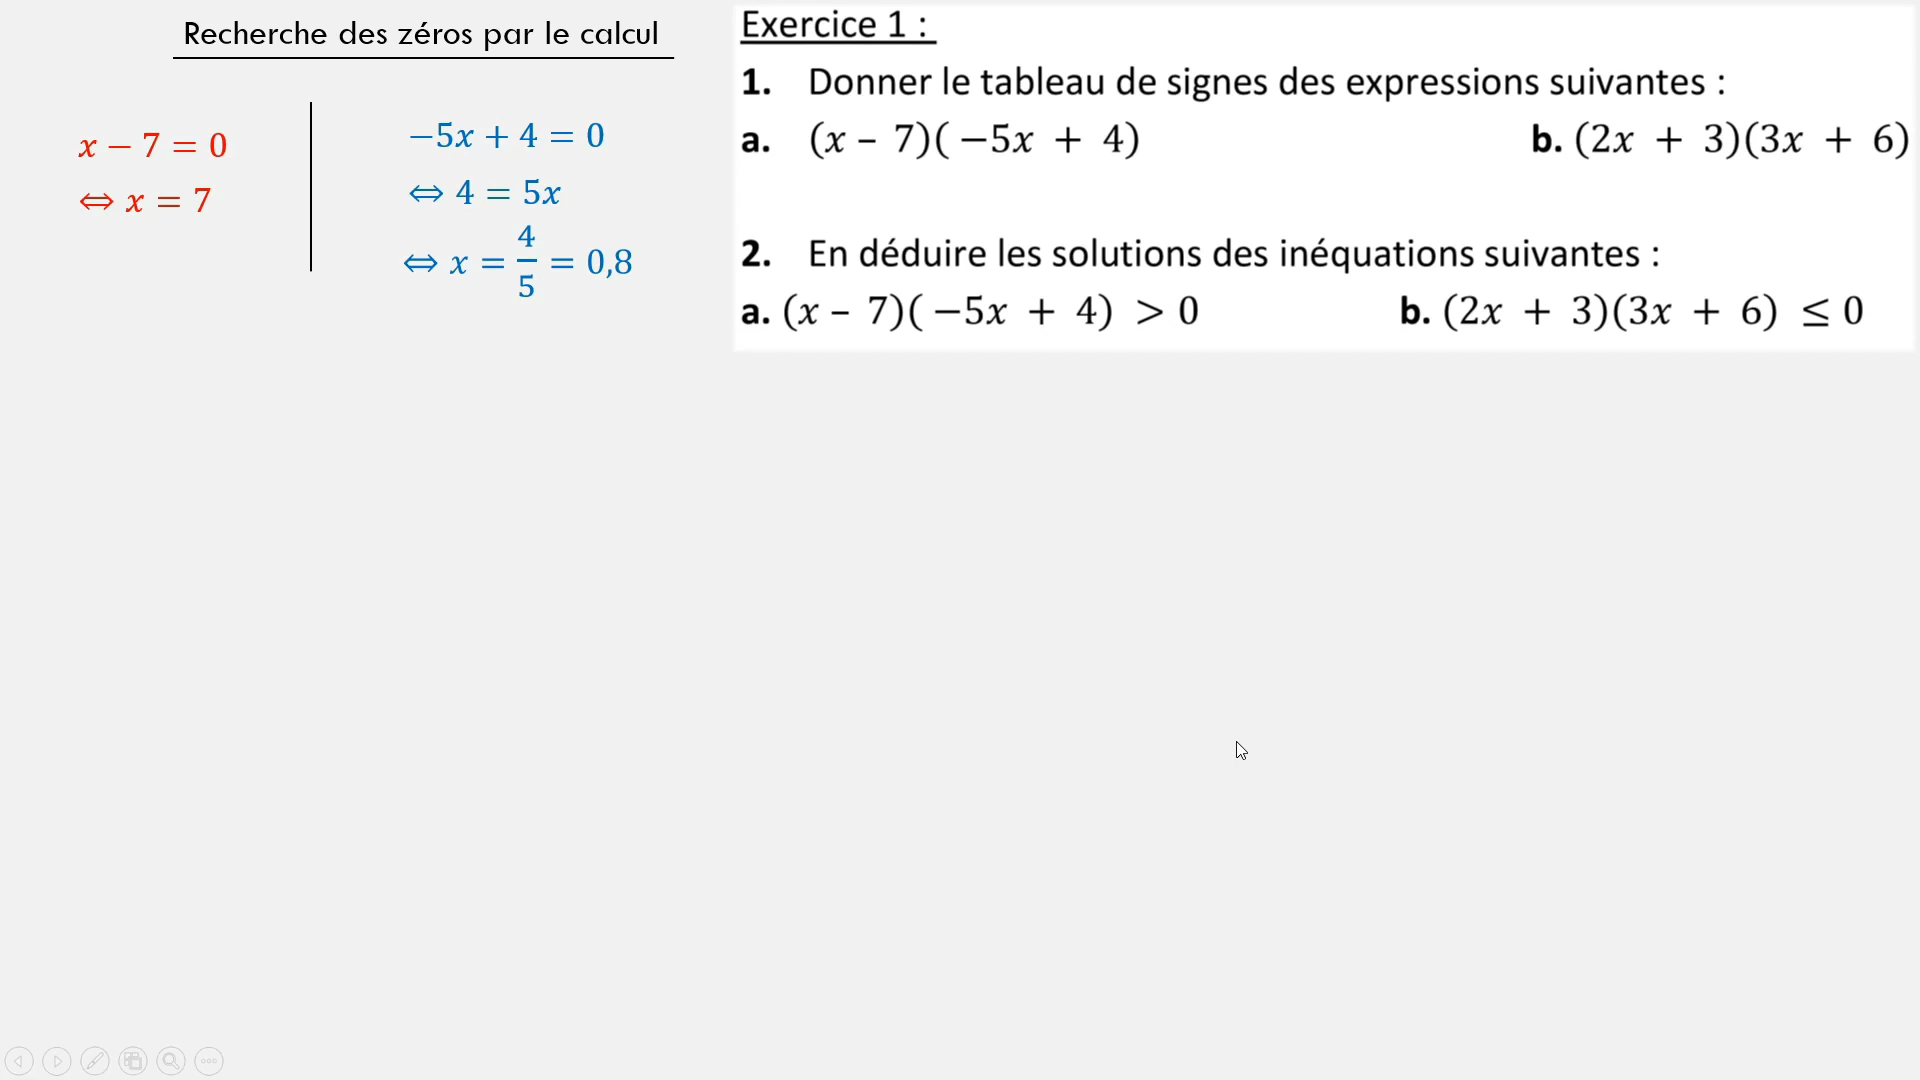 Recherche des zéros par le calcul
x − 7 = 0
⇔ x = 7
−5x + 4 = 0
⇔ 4 = 5x
⇔ x = 4/5 = 0,8
Exercice 1 :
1. Donner le tableau de signes des expressions suivantes :
a. (x – 7)( −5x + 4) b. (2x + 3)(3x + 6)
2. En déduire les solutions des inéquations suivantes :
a. (x – 7)( −5x + 4) > 0 b. (2x + 3)(3x + 6) ≤ 0